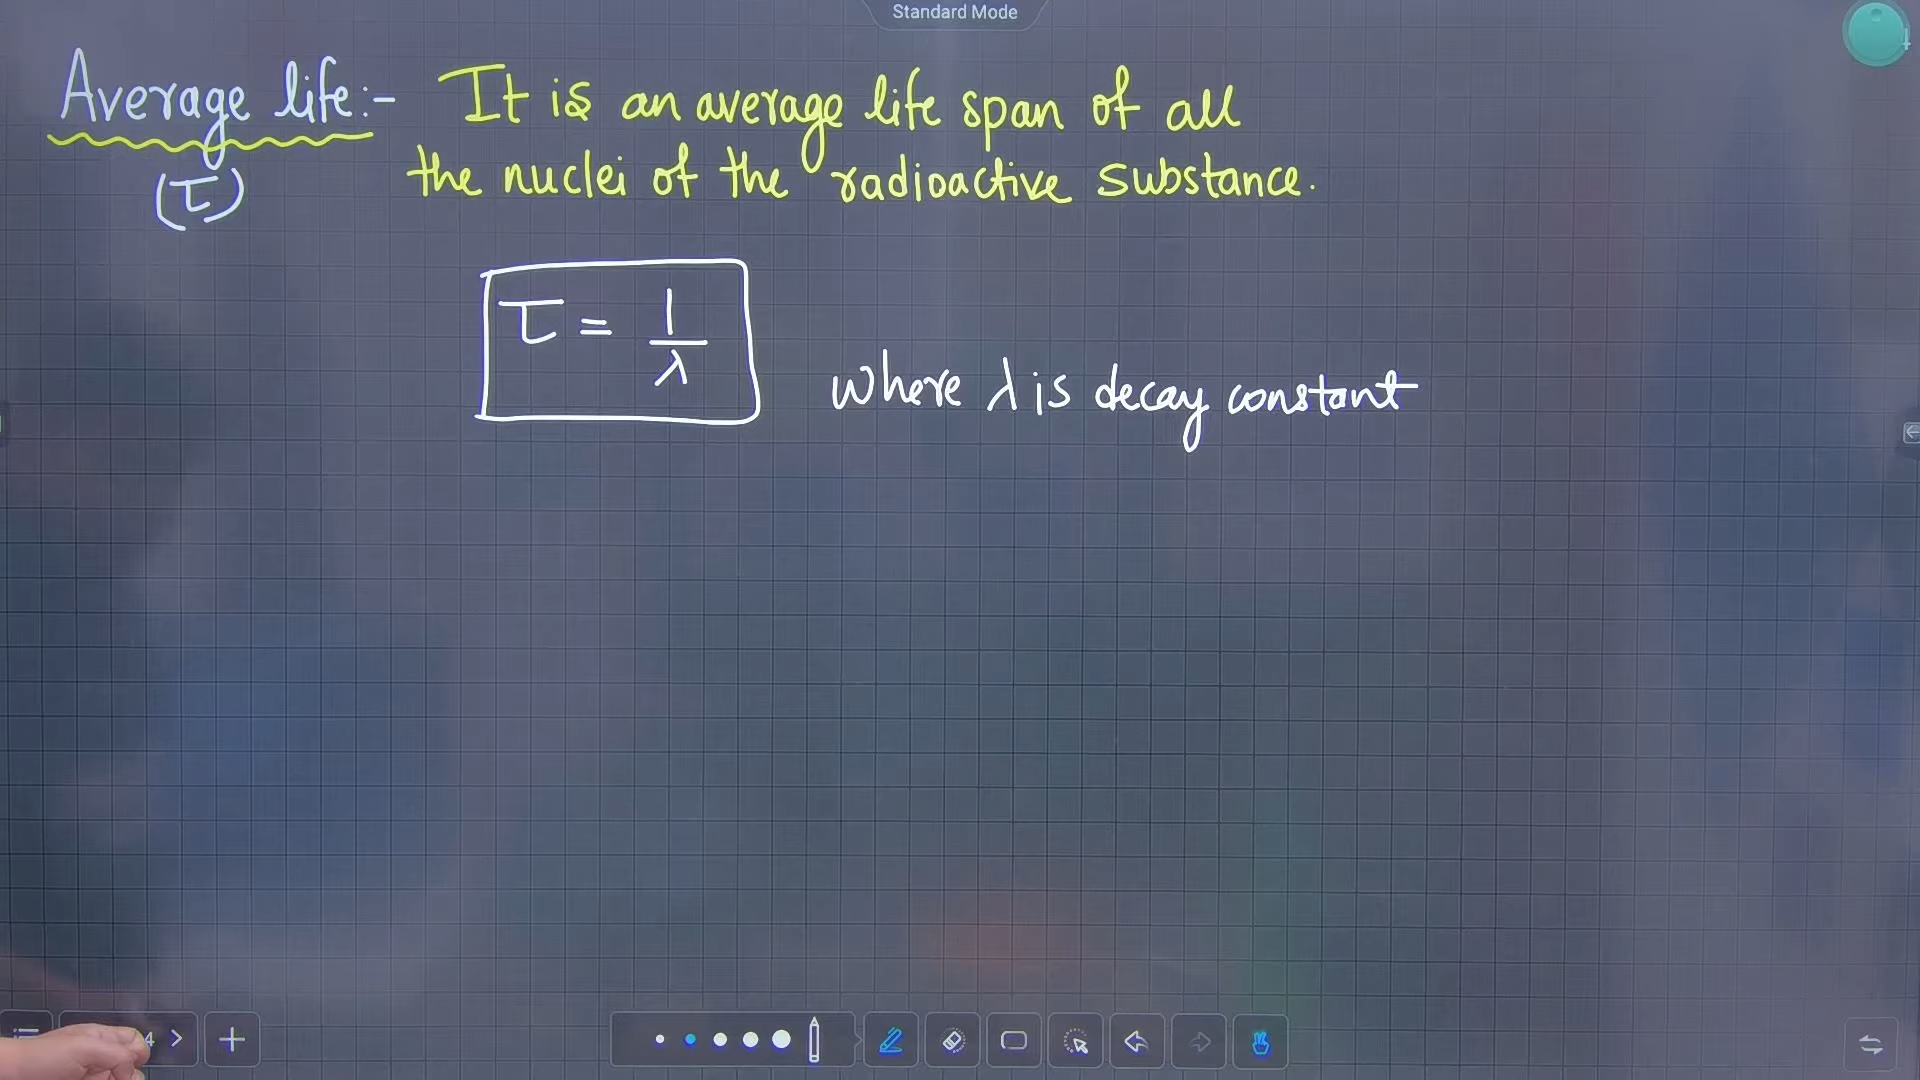 Standard Mode
Average life:- It is an average life span of all
(τ) the nuclei of the radioactive substance.
τ = 1/λ
where λ is decay constant
4